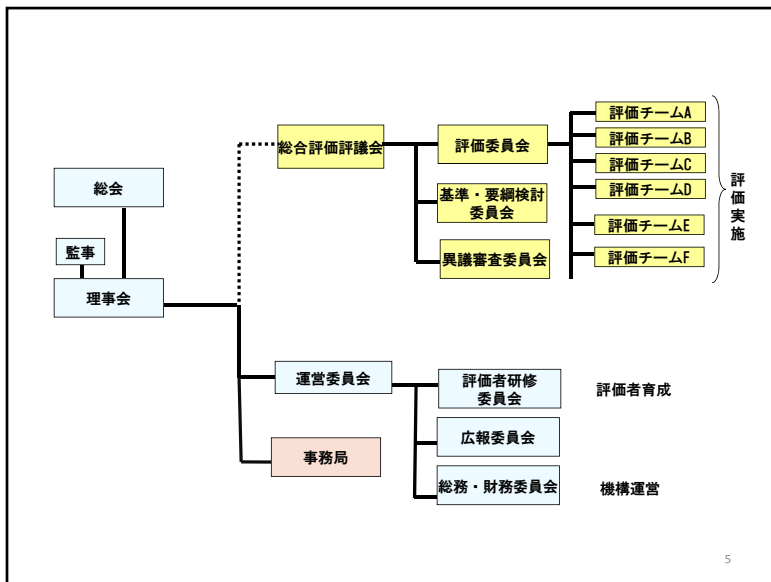 総会
監事
理事会
総合評価評議会
評価委員会
基準・要綱検討
委員会
異議審査委員会
評価チームA
評価チームB
評価チームC
評価チームD
評価チームE
評価チームF
評価実施
運営委員会
事務局
評価者研修
委員会
広報委員会
総務・財務委員会
評価者育成
機構運営
5